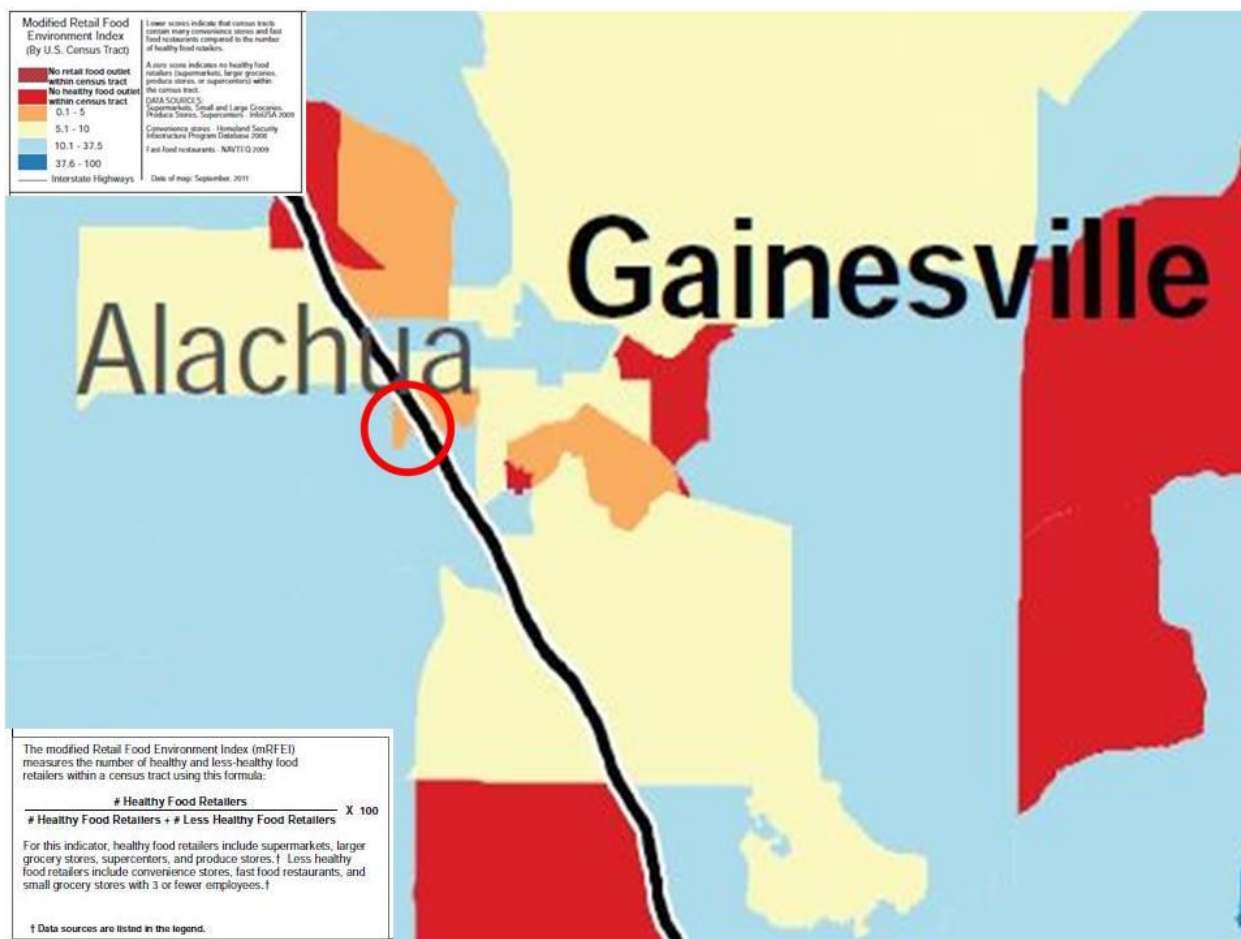 Modified Retail Food
Environment Index
(By U.S. Census Tract)
No retail food outlet
within census tract
No healthy food outlet
within census tract
0.1 - 5
5.1 - 10
10.1 - 37.5
37.6 - 100
Interstate Highways
Lower scores indicate that census tracts
contain many convenience stores and fast
food restaurants compared to the number
of healthy food retailers.
A zero score indicates no healthy food
retailers (supermarkets, larger groceries,
produce stores, or supercenters) within
the census tract.
DATA SOURCES:
Supermarkets, Small and Large Groceries,
Produce Stores, Supercenters - InfoUSA 2009
Convenience stores - Homeland Security
Infrastructure Program Database 2008
Fast food restaurants - NAVTEQ 2009
Date of map: September, 2011
Gainesville
Alachua
The modified Retail Food Environment Index (mRFEI)
measures the number of healthy and less-healthy food
retailers within a census tract using this formula:
# Healthy Food Retailers
# Healthy Food Retailers + # Less Healthy Food Retailers
X 100
For this indicator, healthy food retailers include supermarkets, larger
grocery stores, supercenters, and produce stores.† Less healthy
food retailers include convenience stores, fast food restaurants, and
small grocery stores with 3 or fewer employees.†
† Data sources are listed in the legend.